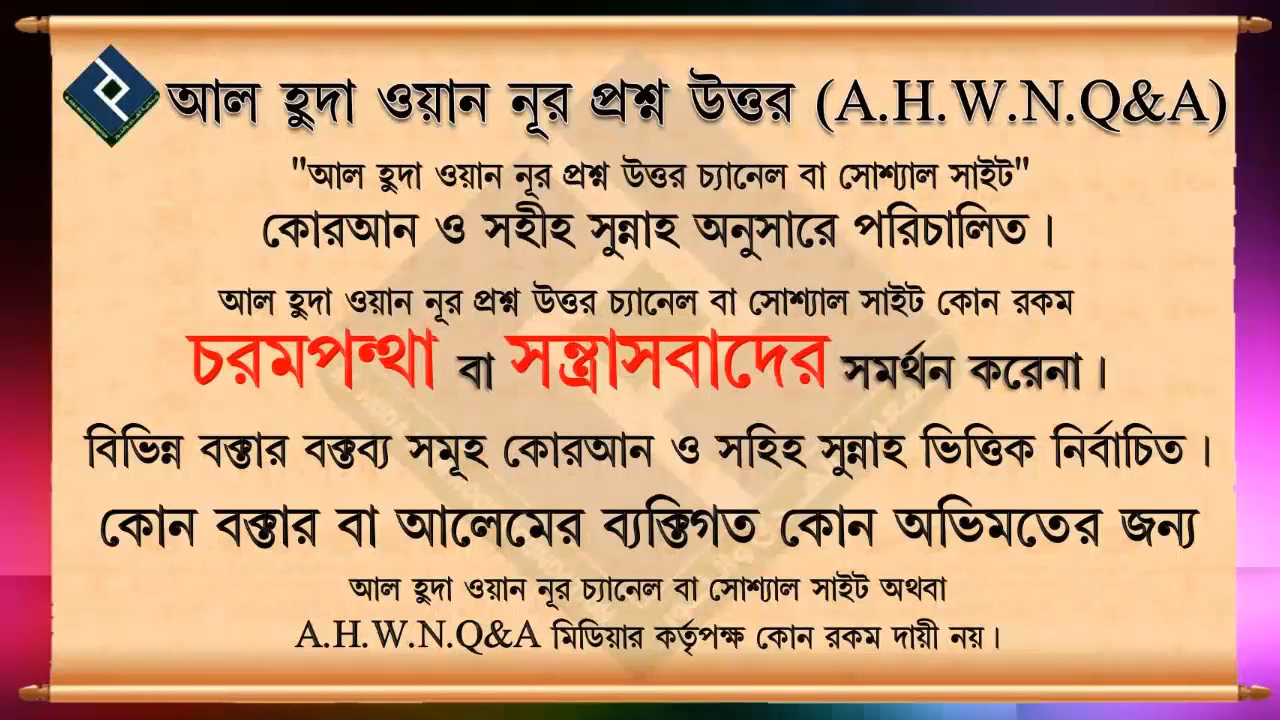 আল হুদা ওয়ান নূর প্রশ্ন উত্তর (A.H.W.N.Q&A)
"আল হুদা ওয়ান নূর প্রশ্ন উত্তর চ্যানেল বা সোশ্যাল সাইট"
কোরআন ও সহীহ সুন্নাহ অনুসারে পরিচালিত ।
আল হুদা ওয়ান নূর প্রশ্ন উত্তর চ্যানেল বা সোশ্যাল সাইট কোন রকম
চরমপন্থা বা সন্ত্রাসবাদের সমর্থন করেনা ।
বিভিন্ন বক্তার বক্তব্য সমূহ কোরআন ও সহিহ সুন্নাহ ভিত্তিক নির্বাচিত ।
কোন বক্তার বা আলেমের ব্যক্তিগত কোন অভিমতের জন্য
আল হুদা ওয়ান নূর চ্যানেল বা সোশ্যাল সাইট অথবা
A.H.W.N.Q&A মিডিয়ার কর্তৃপক্ষ কোন রকম দায়ী নয় ।